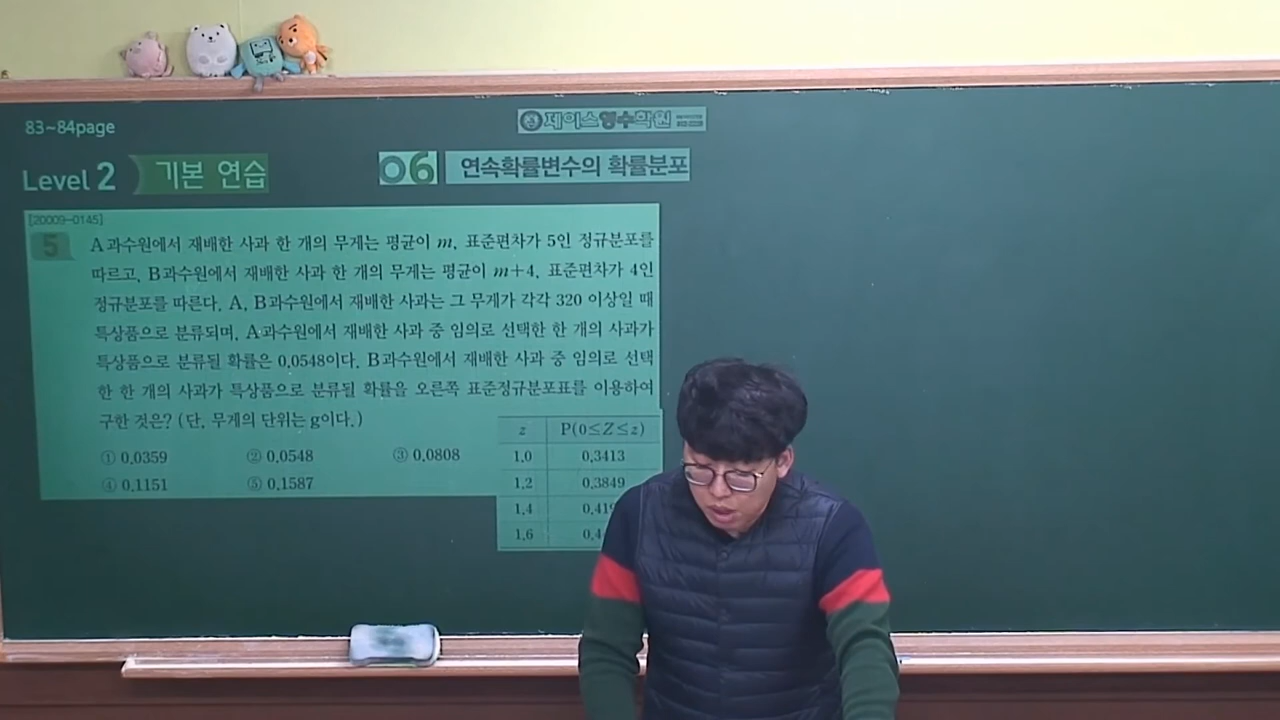 83~84page
제이스영수학원
Level 2 기본 연습
06 연속확률변수의 확률분포
[20009-0145]
5 A과수원에서 재배한 사과 한 개의 무게는 평균이 m, 표준편차가 5인 정규분포를
따르고, B과수원에서 재배한 사과 한 개의 무게는 평균이 m+4, 표준편차가 4인
정규분포를 따른다. A, B과수원에서 재배한 사과는 그 무게가 각각 320 이상일 때
특상품으로 분류되며, A과수원에서 재배한 사과 중 임의로 선택한 한 개의 사과가
특상품으로 분류될 확률은 0.0548이다. B과수원에서 재배한 사과 중 임의로 선택
한 한 개의 사과가 특상품으로 분류될 확률을 오른쪽 표준정규분포표를 이용하여
구한 것은? (단, 무게의 단위는 g이다.)
① 0.0359 ② 0.0548 ③ 0.0808
④ 0.1151 ⑤ 0.1587
z P(0≤Z≤z)
1.0 0.3413
1.2 0.3849
1.4
1.6